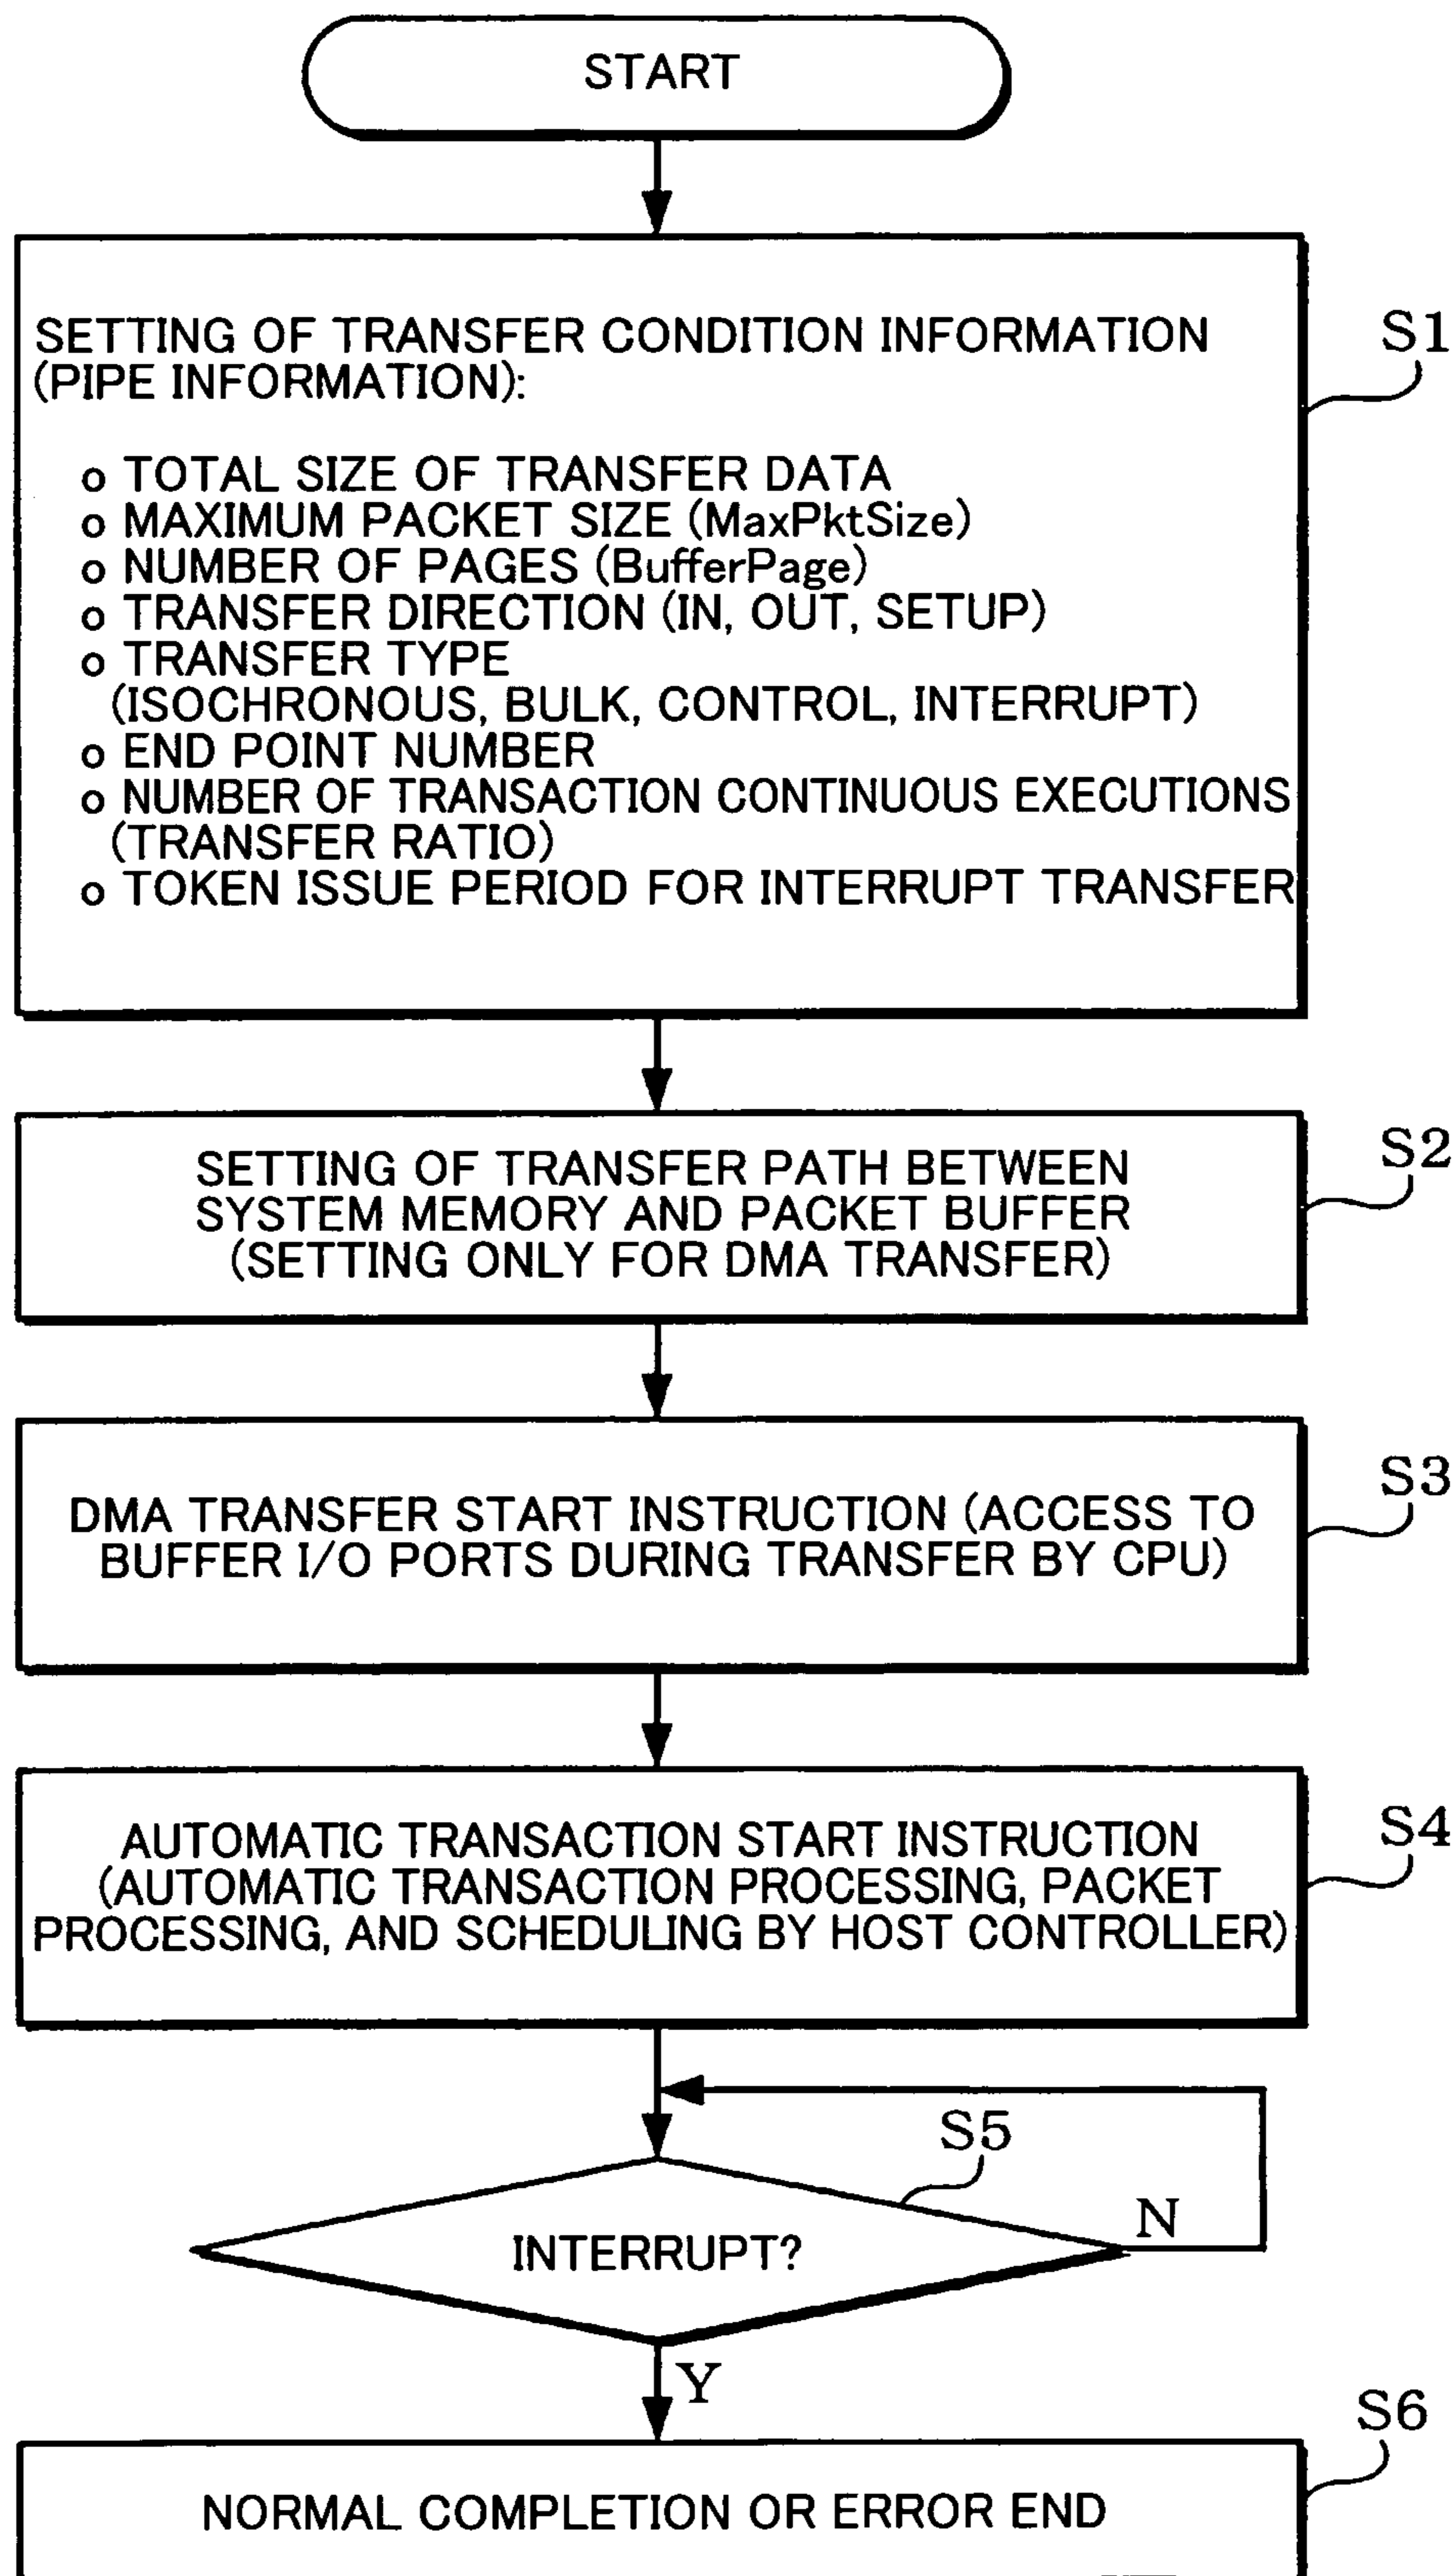 START
S1
SETTING OF TRANSFER CONDITION INFORMATION
(PIPE INFORMATION):
o TOTAL SIZE OF TRANSFER DATA
o MAXIMUM PACKET SIZE (MaxPktSize)
o NUMBER OF PAGES (BufferPage)
o TRANSFER DIRECTION (IN, OUT, SETUP)
o TRANSFER TYPE
(ISOCHRONOUS, BULK, CONTROL, INTERRUPT)
o END POINT NUMBER
o NUMBER OF TRANSACTION CONTINUOUS EXECUTIONS
(TRANSFER RATIO)
o TOKEN ISSUE PERIOD FOR INTERRUPT TRANSFER
S2
SETTING OF TRANSFER PATH BETWEEN
SYSTEM MEMORY AND PACKET BUFFER
(SETTING ONLY FOR DMA TRANSFER)
S3
DMA TRANSFER START INSTRUCTION (ACCESS TO
BUFFER I/O PORTS DURING TRANSFER BY CPU)
S4
AUTOMATIC TRANSACTION START INSTRUCTION
(AUTOMATIC TRANSACTION PROCESSING, PACKET
PROCESSING, AND SCHEDULING BY HOST CONTROLLER)
S5
N
INTERRUPT?
Y
S6
NORMAL COMPLETION OR ERROR END